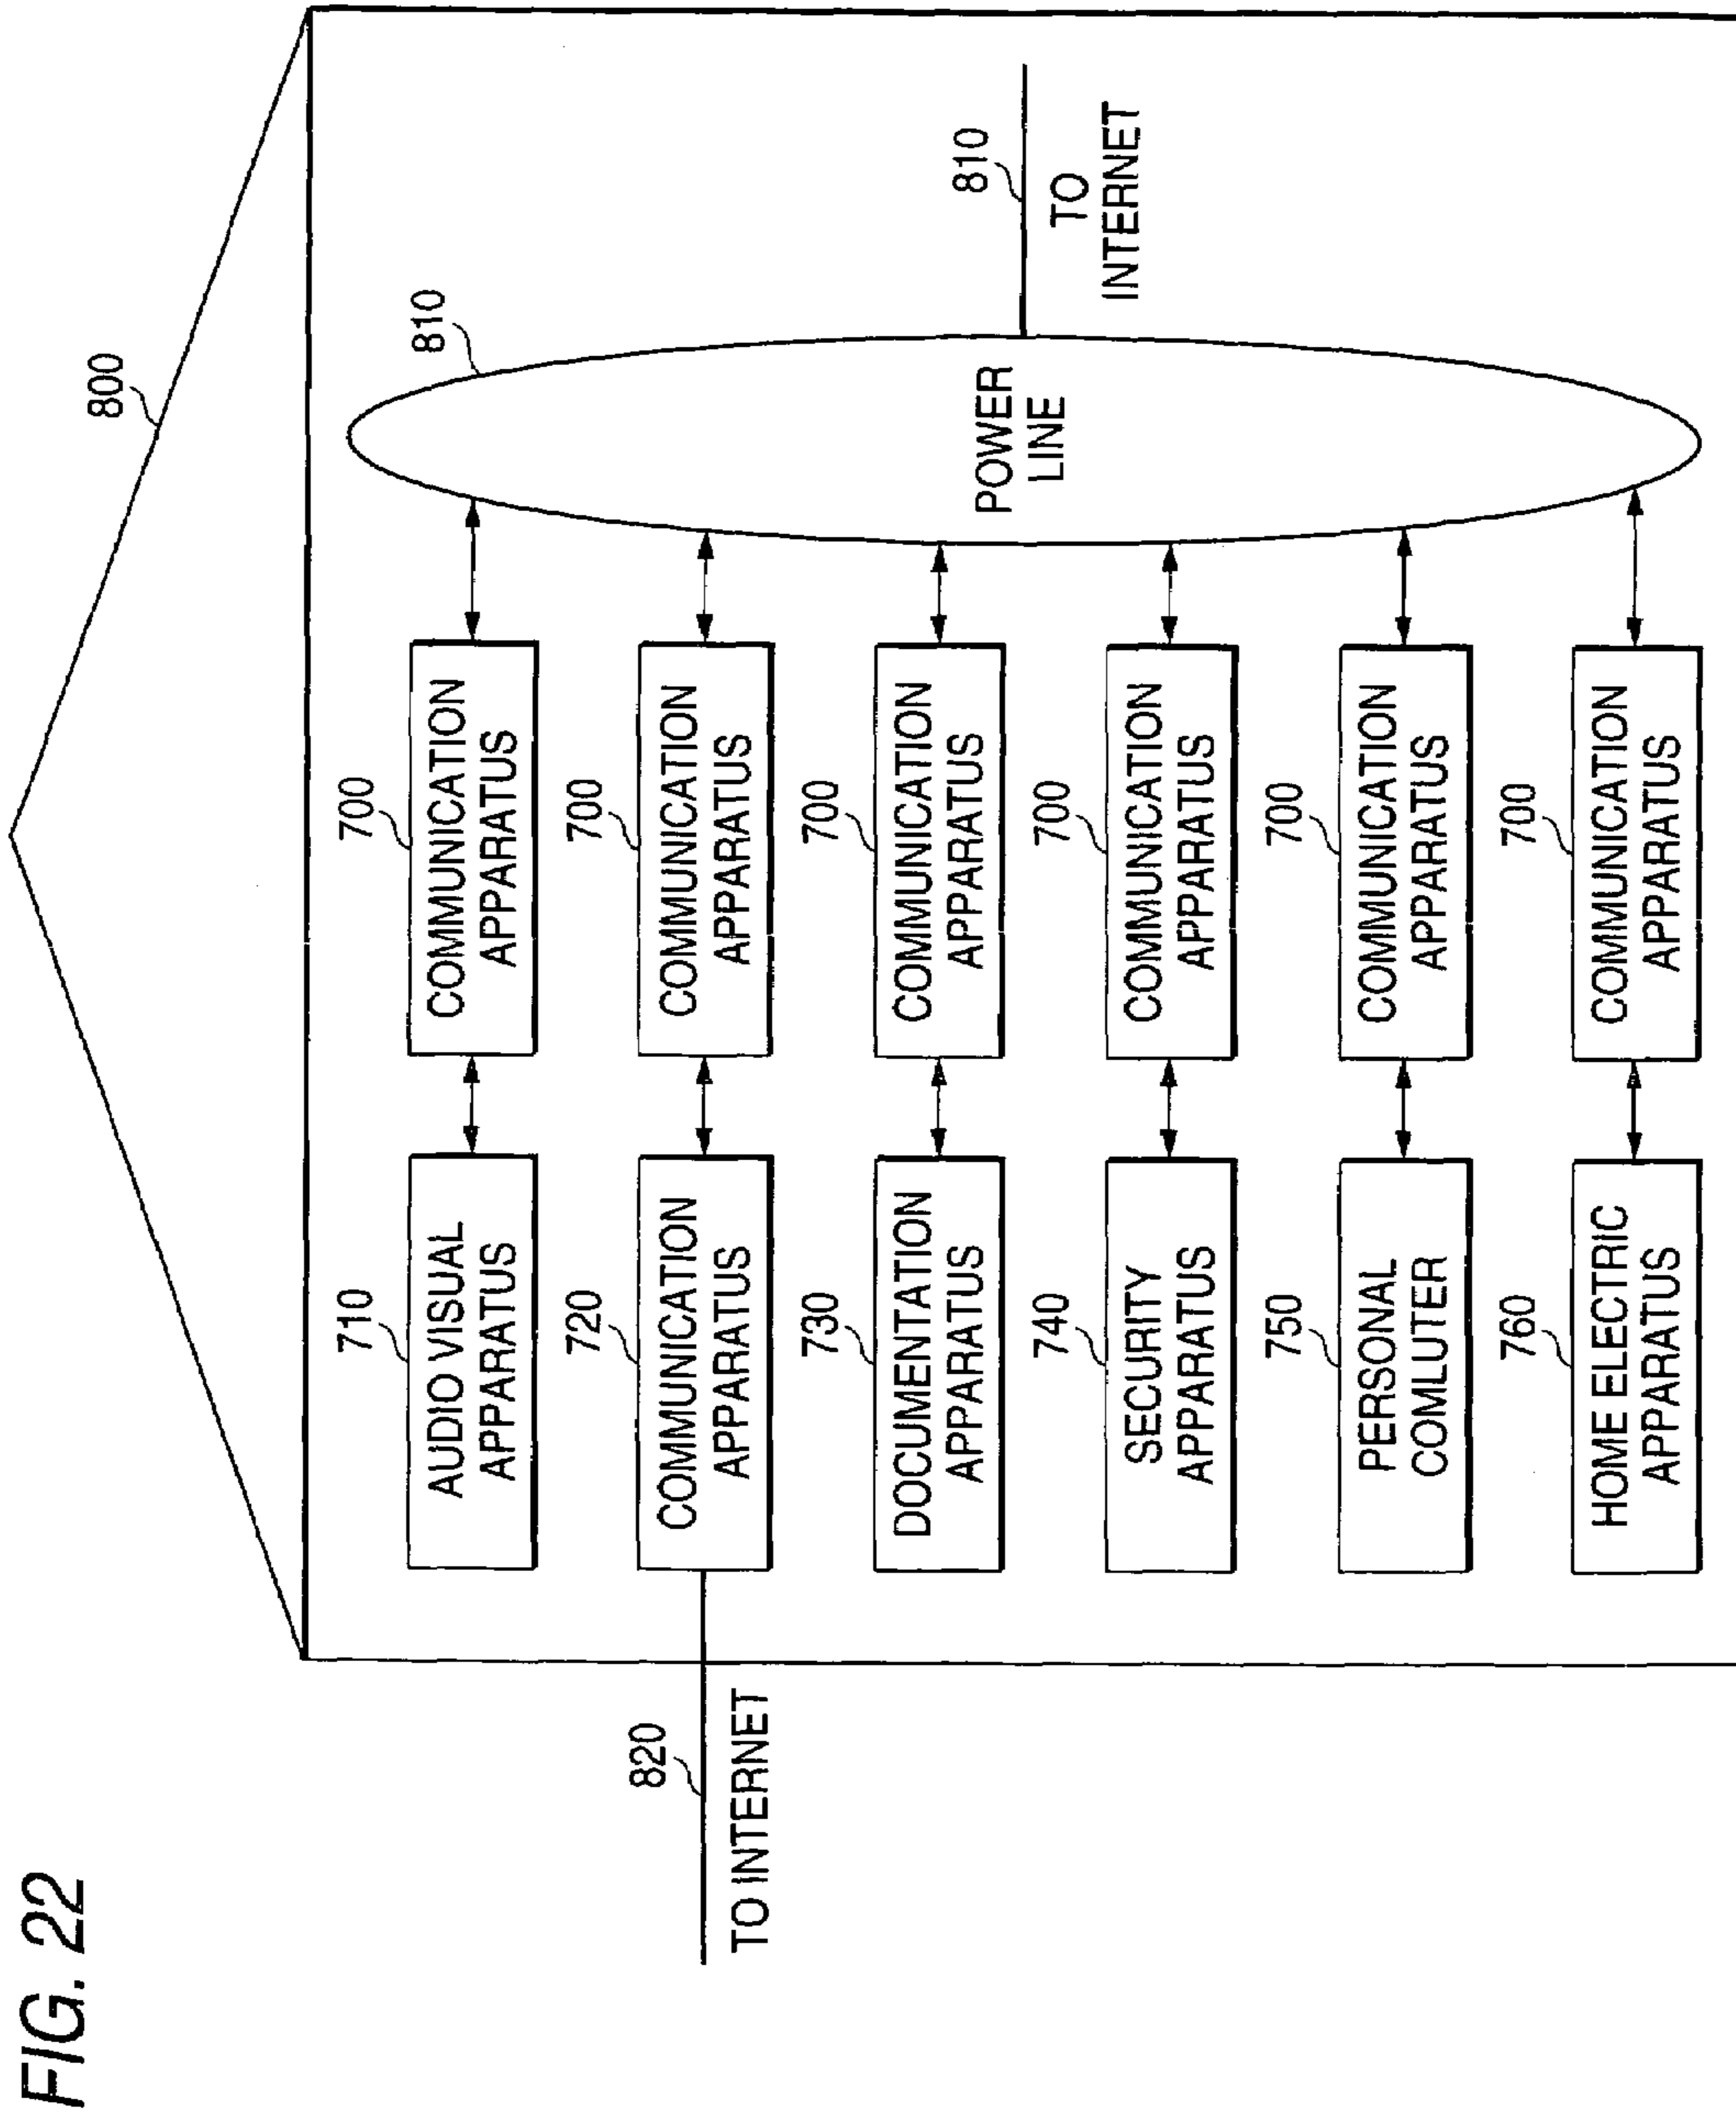 FIG. 22
800
710
AUDIO VISUAL
APPARATUS
700
COMMUNICATION
APPARATUS
810
820
TO INTERNET
720
COMMUNICATION
APPARATUS
700
COMMUNICATION
APPARATUS
730
DOCUMENTATION
APPARATUS
700
COMMUNICATION
APPARATUS
POWER
LINE
810
TO
INTERNET
740
SECURITY
APPARATUS
700
COMMUNICATION
APPARATUS
750
PERSONAL
COMLUTER
700
COMMUNICATION
APPARATUS
760
HOME ELECTRIC
APPARATUS
700
COMMUNICATION
APPARATUS